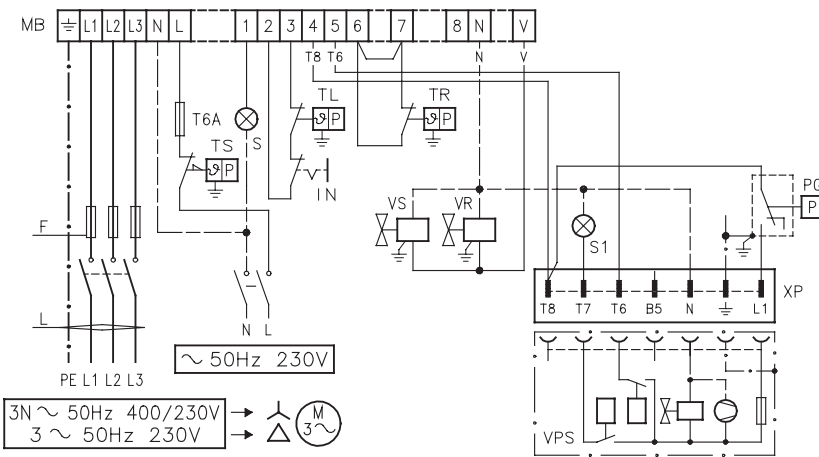 MB
L1 L2 L3 N L 1 2 3 4 5 6 7 8 N V
T8 T6 N V
T6A
S
TL
ϑ P
TR
ϑ P
TS
ϑ P
IN
PG
P
VS
VR
S1
F
L
N L
XP
T8 T7 T6 B5 N L1
PE L1 L2 L3
~ 50Hz 230V
3N ~ 50Hz 400/230V
3 ~ 50Hz 230V
M
3~
VPS